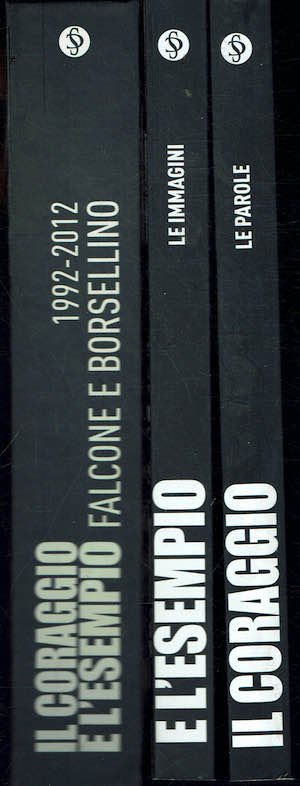 IL CORAGGIO
E L'ESEMPIO
1992-2012
FALCONE E BORSELLINO
E L'ESEMPIO
LE IMMAGINI
IL CORAGGIO
LE PAROLE